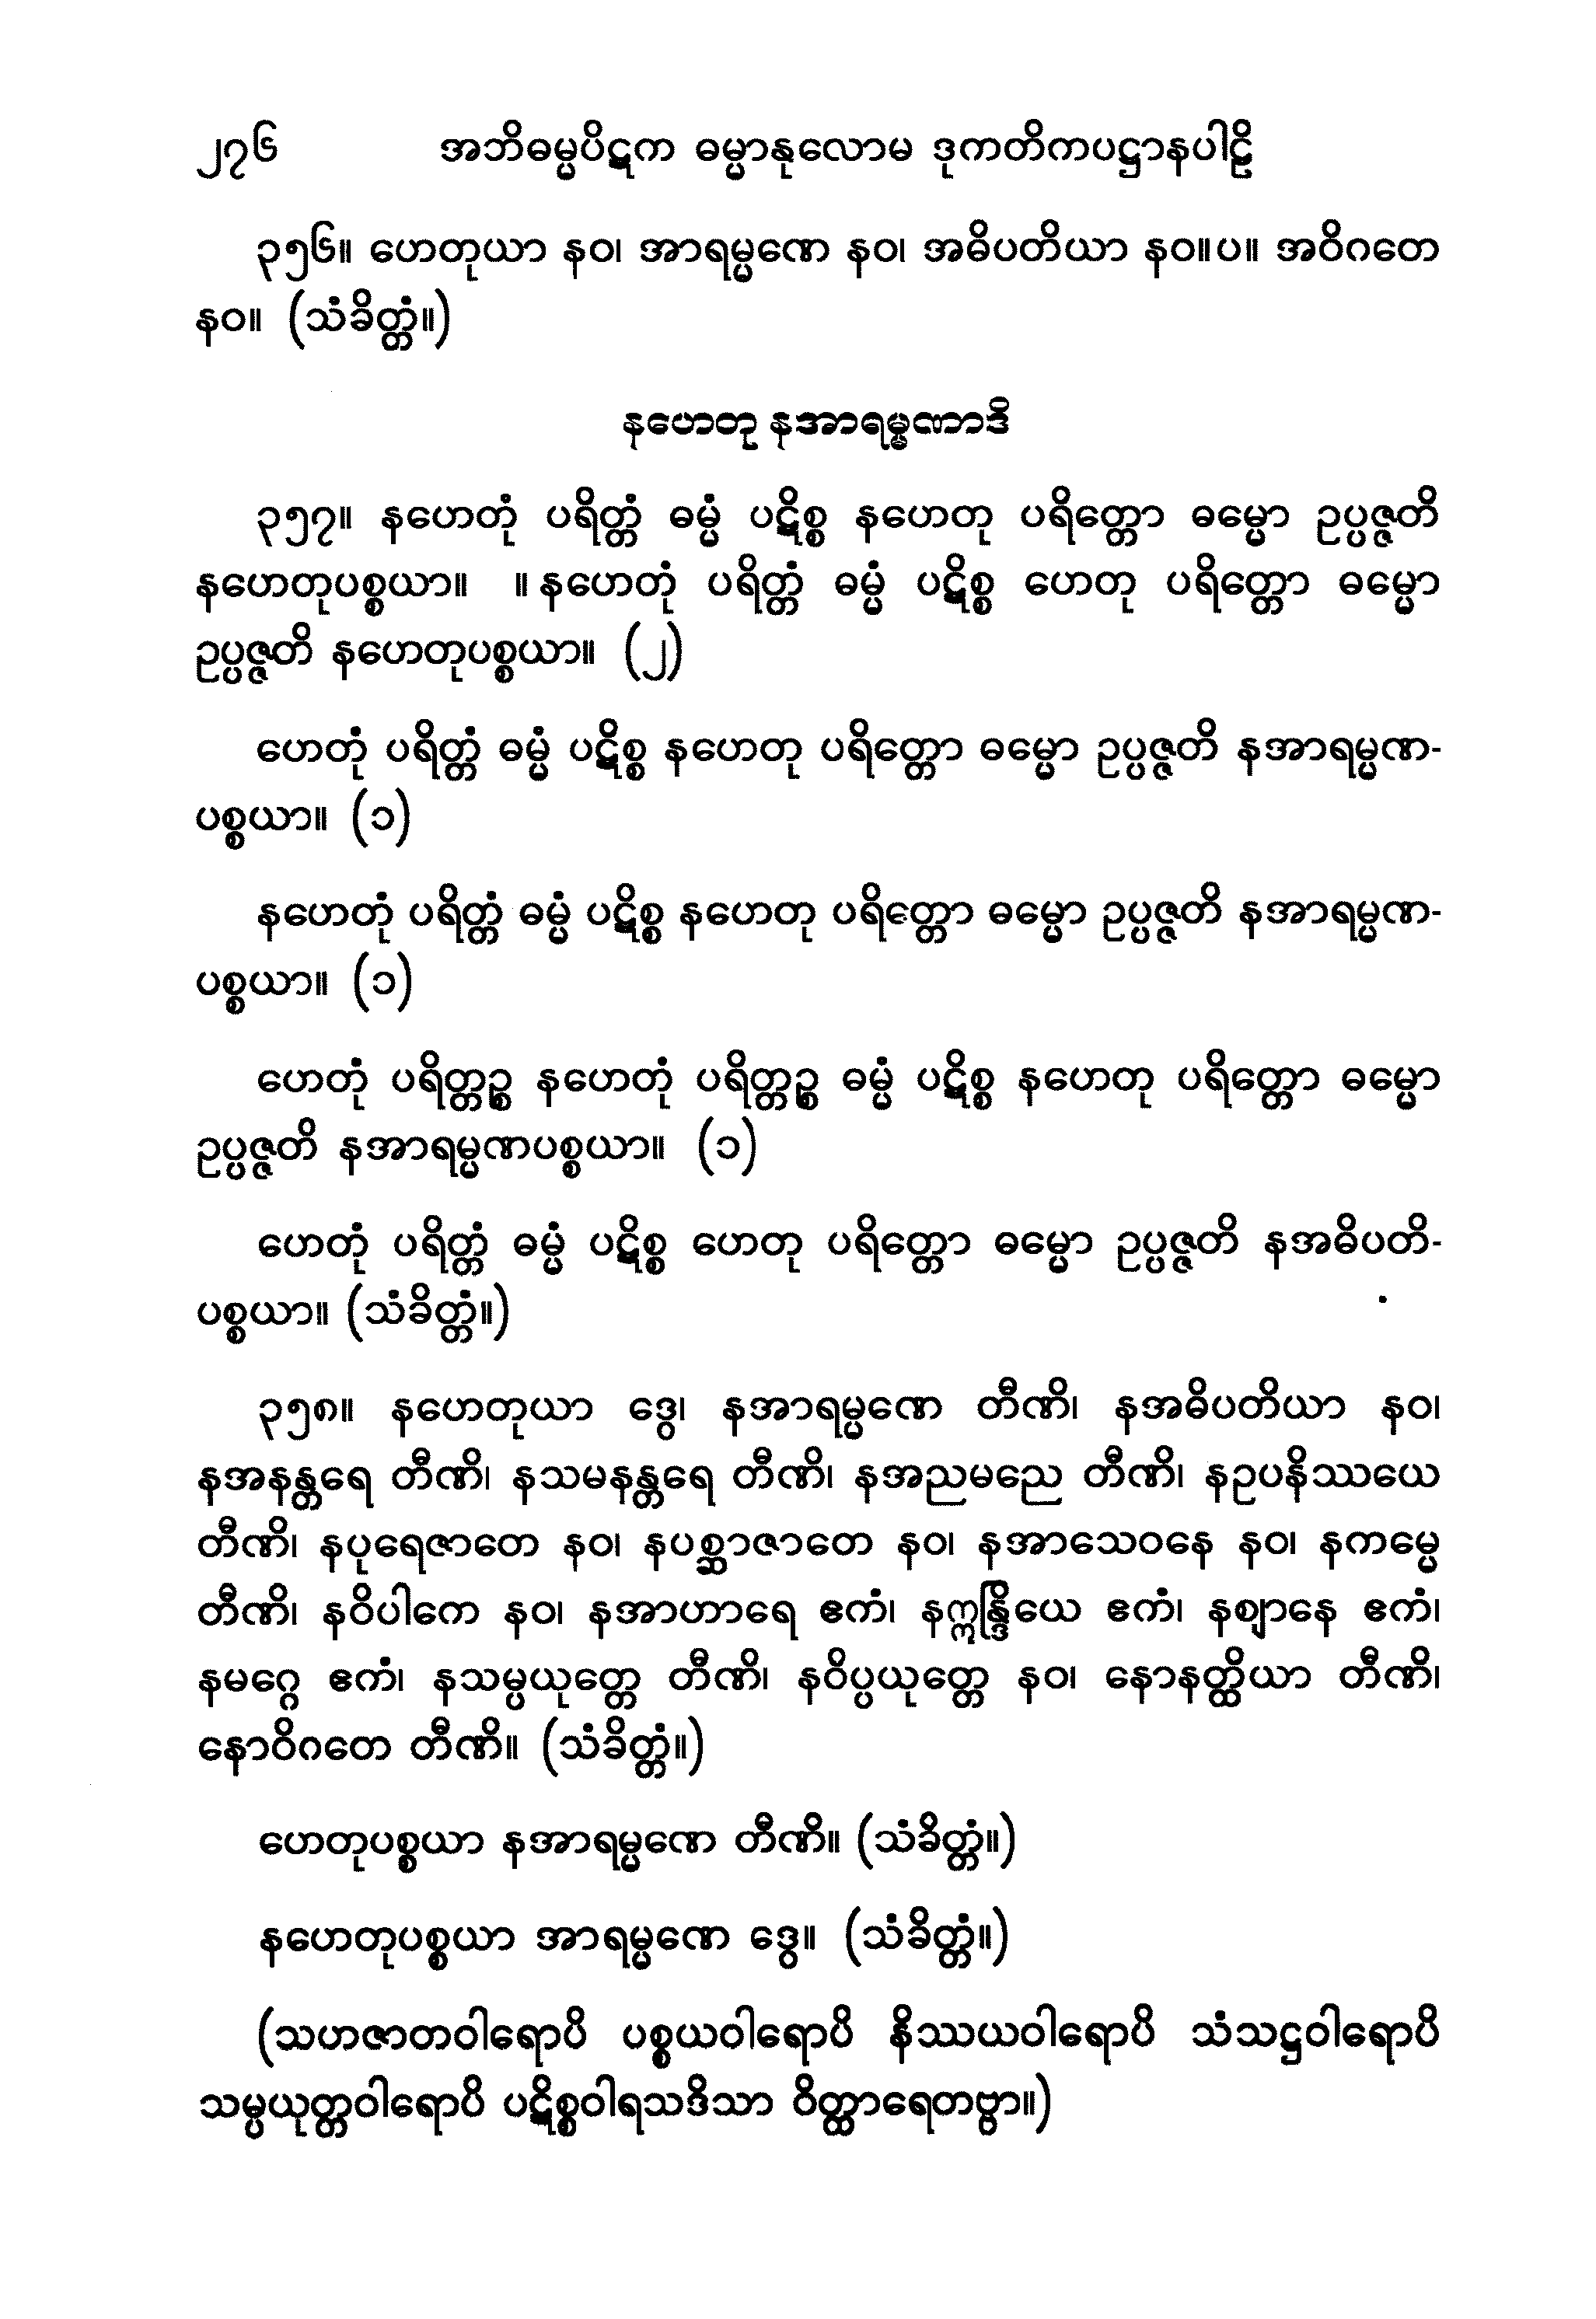 ၂၇၆ အဘိဓမ္မပိဋက ဓမ္မာနုလောမ ဒုကတိကပဋ္ဌာနပါဠိ
၃၅၆။ ဟေတုယာ နဝ၊ အာရမ္မဏေ နဝ၊ အဓိပတိယာ နဝ။ပ။ အဝိဂတေ
နဝ။ (သံခိတ္တံ။)
နဟေတု နအာရမ္မဏာဒိ
၃၅၇။ နဟေတုံ ပရိတ္တံ ဓမ္မံ ပဋိစ္စ နဟေတု ပရိတ္တော ဓမ္မော ဥပ္ပဇ္ဇတိ
နဟေတုပစ္စယာ။ ။ နဟေတုံ ပရိတ္တံ ဓမ္မံ ပဋိစ္စ ဟေတု ပရိတ္တော ဓမ္မော
ဥပ္ပဇ္ဇတိ နဟေတုပစ္စယာ။ (၂)
ဟေတုံ ပရိတ္တံ ဓမ္မံ ပဋိစ္စ နဟေတု ပရိတ္တော ဓမ္မော ဥပ္ပဇ္ဇတိ နအာရမ္မဏ-
ပစ္စယာ။ (၁)
နဟေတုံ ပရိတ္တံ ဓမ္မံ ပဋိစ္စ နဟေတု ပရိတ္တော ဓမ္မော ဥပ္ပဇ္ဇတိ နအာရမ္မဏ-
ပစ္စယာ။ (၁)
ဟေတုံ ပရိတ္တဉ္စ နဟေတုံ ပရိတ္တဉ္စ ဓမ္မံ ပဋိစ္စ နဟေတု ပရိတ္တော ဓမ္မော
ဥပ္ပဇ္ဇတိ နအာရမ္မဏပစ္စယာ။ (၁)
ဟေတုံ ပရိတ္တံ ဓမ္မံ ပဋိစ္စ ဟေတု ပရိတ္တော ဓမ္မော ဥပ္ပဇ္ဇတိ နအဓိပတိ-
ပစ္စယာ။ (သံခိတ္တံ။)
၃၅၈။ နဟေတုယာ ဒွေ၊ နအာရမ္မဏေ တီဏိ၊ နအဓိပတိယာ နဝ၊
နအနန္တရေ တီဏိ၊ နသမနန္တရေ တီဏိ၊ နအညမညေ တီဏိ၊ နဥပနိဿယေ
တီဏိ၊ နပုရေဇာတေ နဝ၊ နပစ္ဆာဇာတေ နဝ၊ နအာသေဝနေ နဝ၊ နကမ္မေ
တီဏိ၊ နဝိပါကေ နဝ၊ နအာဟာရေ ဧကံ၊ နဣန္ဒြိယေ ဧကံ၊ နဈာနေ ဧကံ၊
နမဂ္ဂေ ဧကံ၊ နသမ္ပယုတ္တေ တီဏိ၊ နဝိပ္ပယုတ္တေ နဝ၊ နောနတ္ထိယာ တီဏိ၊
နောဝိဂတေ တီဏိ။ (သံခိတ္တံ။)
ဟေတုပစ္စယာ နအာရမ္မဏေ တီဏိ။ (သံခိတ္တံ။)
နဟေတုပစ္စယာ အာရမ္မဏေ ဒွေ။ (သံခိတ္တံ။)
(သဟဇာတဝါရောပိ ပစ္စယဝါရောပိ နိဿယဝါရောပိ သံသဋ္ဌဝါရောပိ
သမ္ပယုတ္တဝါရောပိ ပဋိစ္စဝါရသဒိသာ ဝိတ္ထာရေတဗ္ဗာ။)